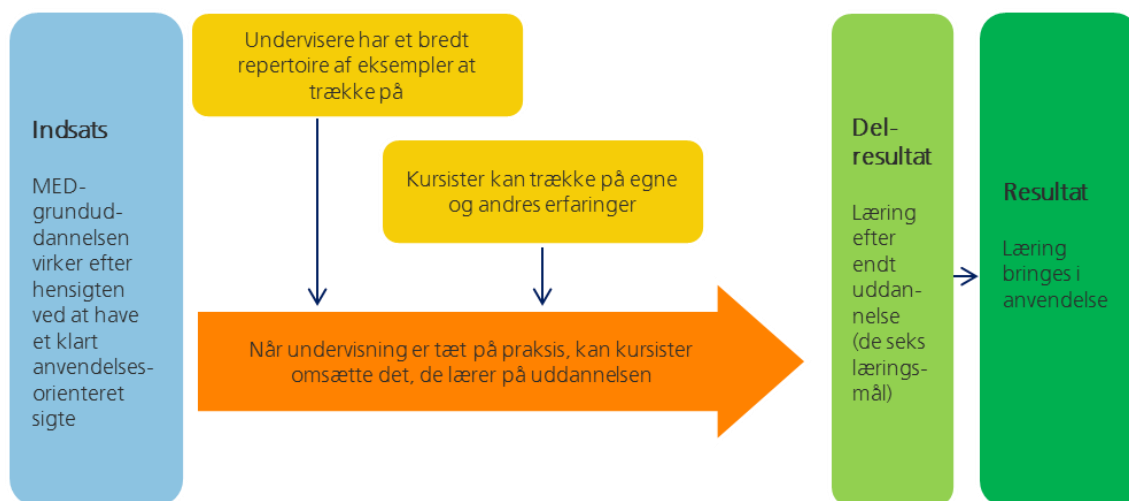 Indsats
MED-
grundud-
dannelsen
virker efter
hensigten
ved at have
et klart
anvendelses-
orienteret
sigte
Undervisere har et bredt
repertoire af eksempler at
trække på
Kursister kan trække på egne
og andres erfaringer
Når undervisning er tæt på praksis, kan kursister
omsætte det, de lærer på uddannelsen
Del-
resultat
Læring
efter
endt
uddan-
nelse
(de seks
lærings-
mål)
Resultat
Læring
bringes i
anvendelse